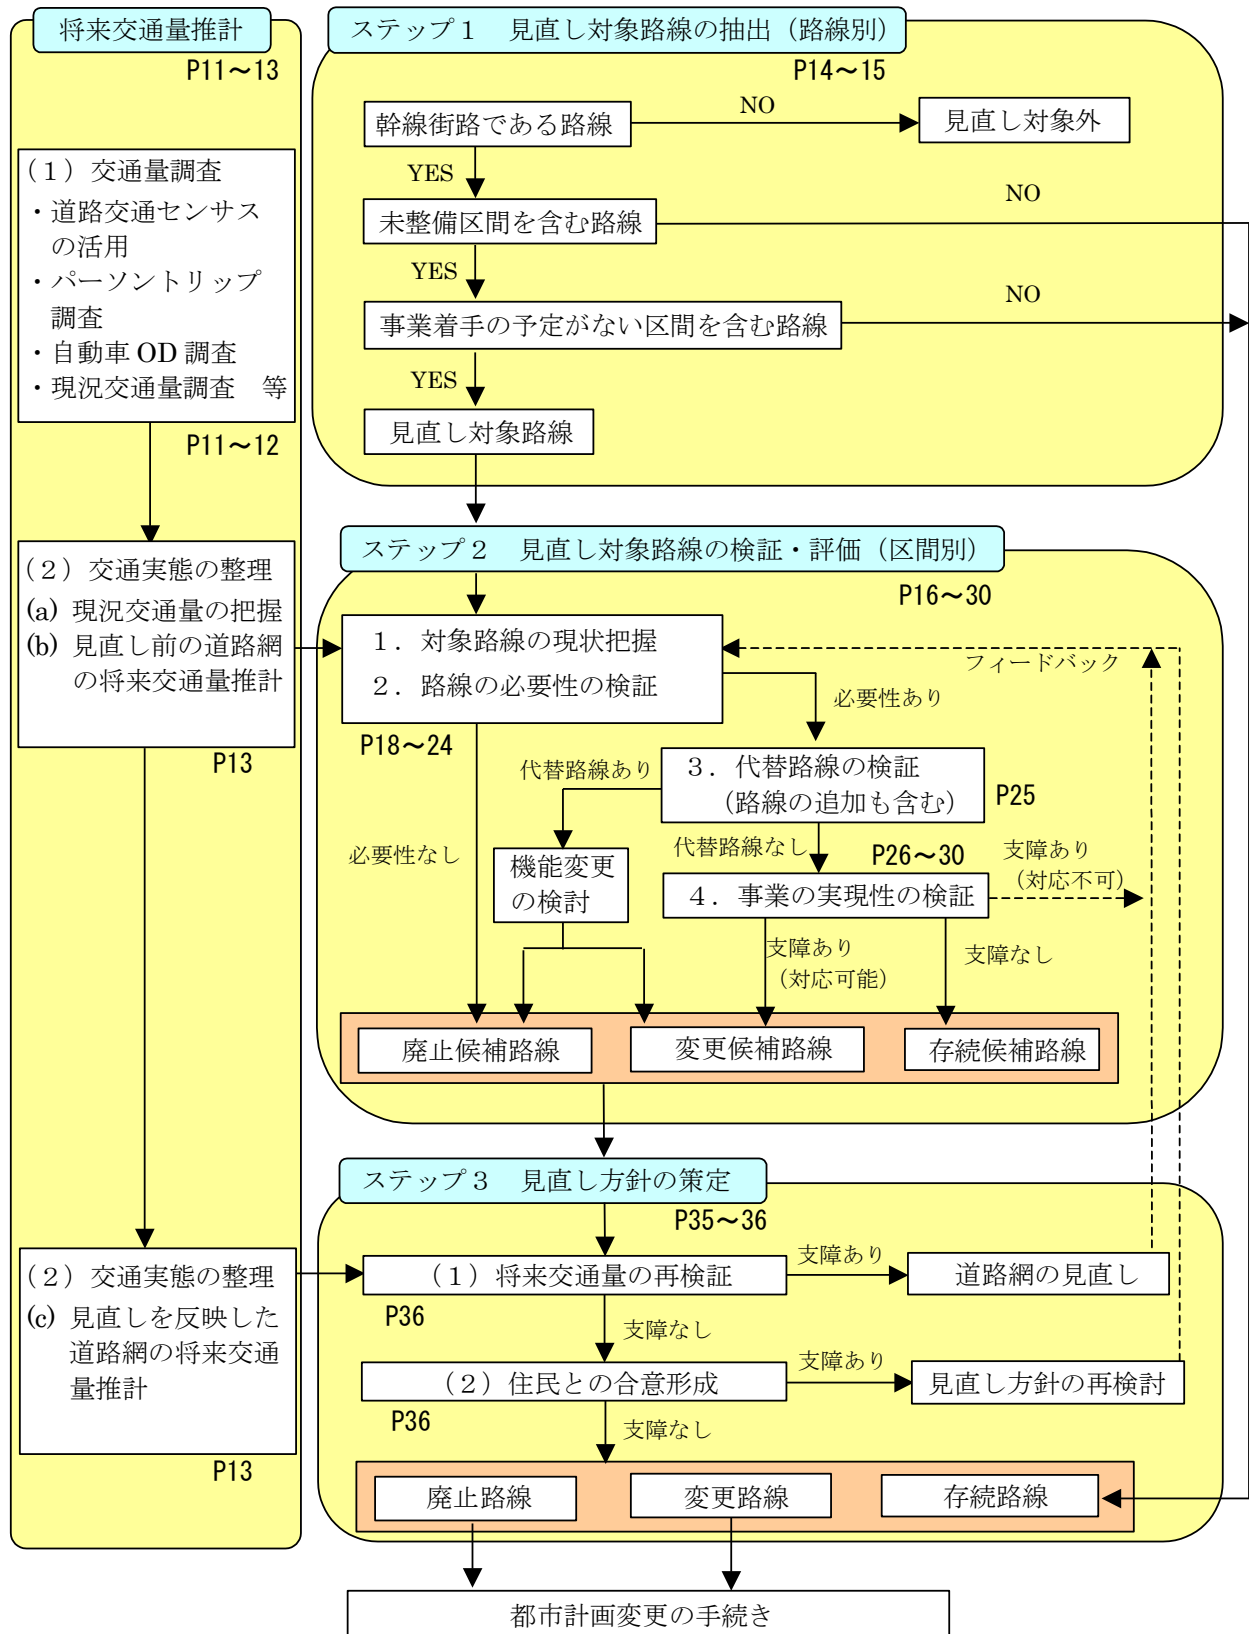 将来交通量推計
P11～13
（１）交通量調査
・道路交通センサス
の活用
・パーソントリップ
調査
・自動車 OD 調査
・現況交通量調査　等
P11～12
（２）交通実態の整理
(a) 現況交通量の把握
(b) 見直し前の道路網
の将来交通量推計
P13
（２）交通実態の整理
(c) 見直しを反映した
道路網の将来交通
量推計
P13
ステップ１　見直し対象路線の抽出（路線別）
P14～15
幹線街路である路線
NO
見直し対象外
YES
未整備区間を含む路線
NO
YES
事業着手の予定がない区間を含む路線
NO
YES
見直し対象路線
ステップ２　見直し対象路線の検証・評価（区間別）
P16～30
１．対象路線の現状把握
２．路線の必要性の検証
フィードバック
必要性あり
P18～24
代替路線あり
３．代替路線の検証
（路線の追加も含む）
P25
必要性なし
機能変更
の検討
代替路線なし
P26～30
支障あり
（対応不可）
４．事業の実現性の検証
支障あり
（対応可能）
支障なし
廃止候補路線
変更候補路線
存続候補路線
ステップ３　見直し方針の策定
P35～36
（１）将来交通量の再検証
支障あり
道路網の見直し
P36
支障なし
（２）住民との合意形成
支障あり
見直し方針の再検討
P36
支障なし
廃止路線
変更路線
存続路線
都市計画変更の手続き